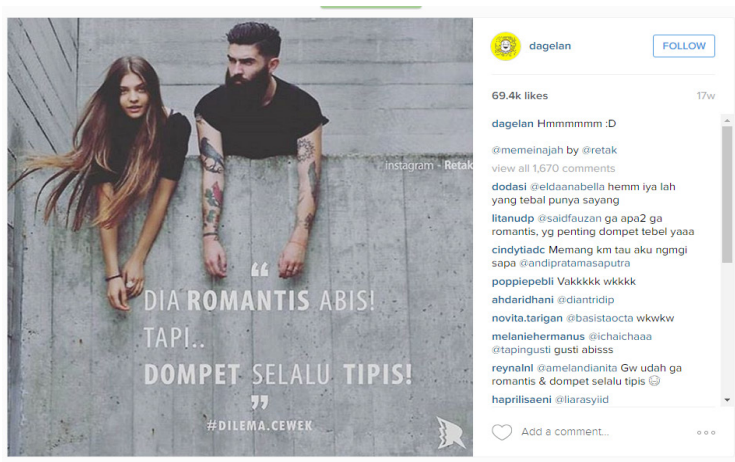 instagram • Retak
“
DIA ROMANTIS ABIS!
TAPI..
DOMPET SELALU TIPIS!
”
#DILEMA.CEWEK
dagelan
FOLLOW
69.4k likes
17w
dagelan Hmmmmmm :D
@memeinajah by @retak
view all 1,670 comments
dodasi @eldaanabella hemm iya lah
yang tebal punya sayang
litanudp @saidfauzan ga apa2 ga
romantis, yg penting dompet tebel yaaa
cindytiadc Memang km tau aku ngmgi
sapa @andipratamasaputra
poppiepebli Vakkkkk wkkkk
ahdaridhani @diantridip
novita.tarigan @basistaocta wkwkw
melaniehermanus @ichaichaaa
@tapingusti gusti abisss
reynalnl @amelandianita Gw udah ga
romantis & dompet selalu tipis 😅
haprilisaeni @liarasyiid
Add a comment...